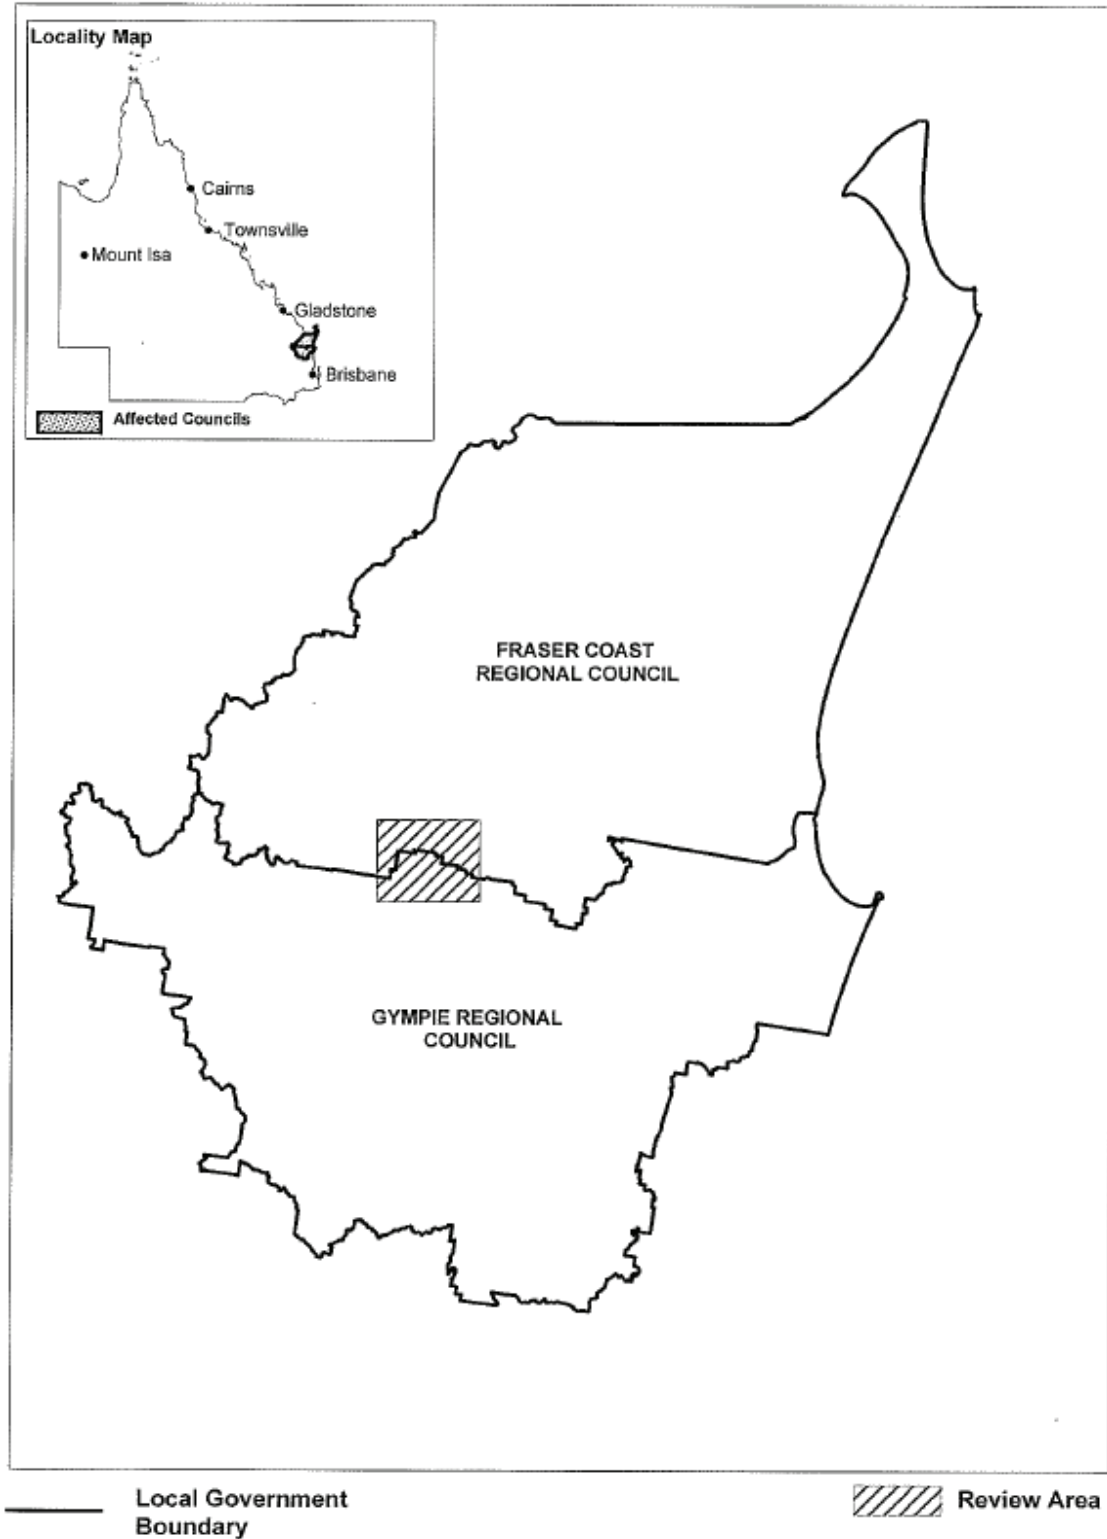 Locality Map
Cairns
Townsville
Mount Isa
Gladstone
Brisbane
Affected Councils
FRASER COAST
REGIONAL COUNCIL
GYMPIE REGIONAL
COUNCIL
Local Government
Boundary
Review Area